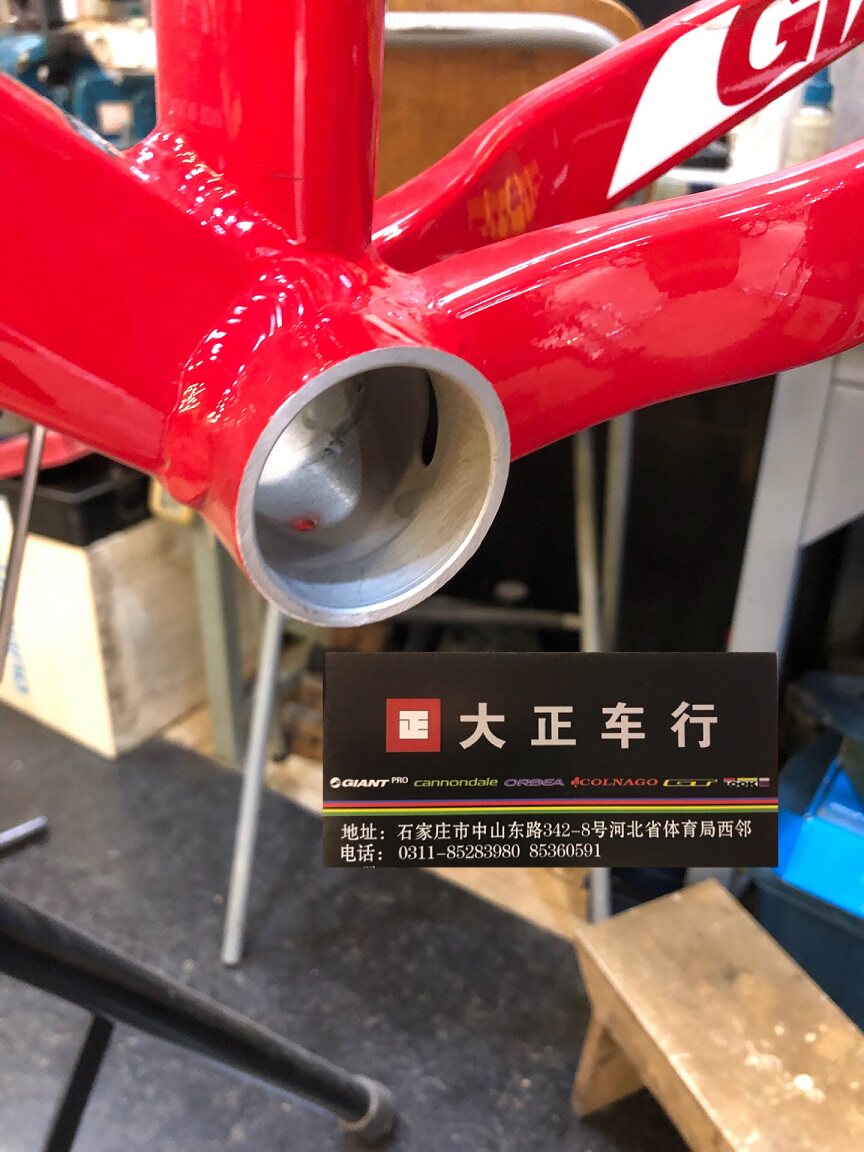 GT
正 大正车行
GIANT PRO cannondale ORBEA COLNAGO GT LOOK
地址：石家庄市中山东路342-8号河北省体育局西邻
电话： 0311-85283980 85360591